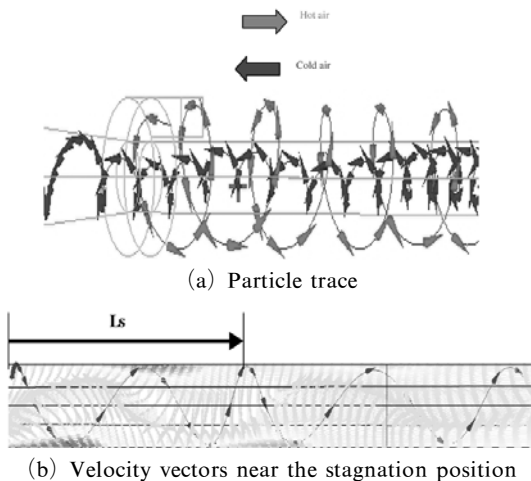 Hot air
Cold air
(a) Particle trace
Ls
(b) Velocity vectors near the stagnation position